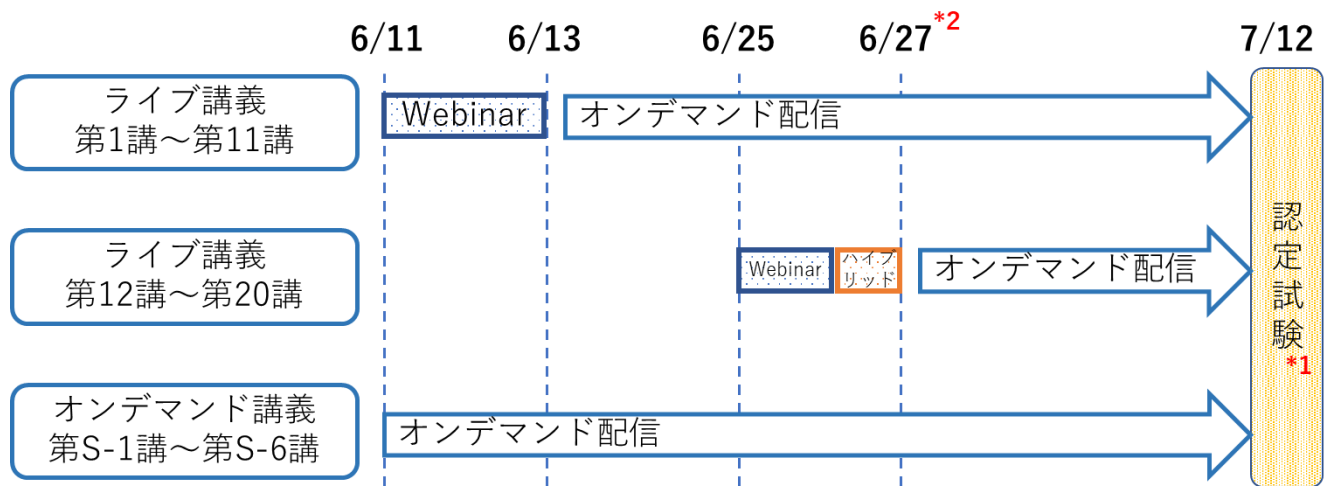 6/11 6/13 6/25 6/27*2 7/12
ライブ講義
第1講～第11講
Webinar
オンデマンド配信
ライブ講義
第12講～第20講
Webinar
ハイブ
リッド
オンデマンド配信
オンデマンド講義
第S-1講～第S-6講
オンデマンド配信
認定試験
*1